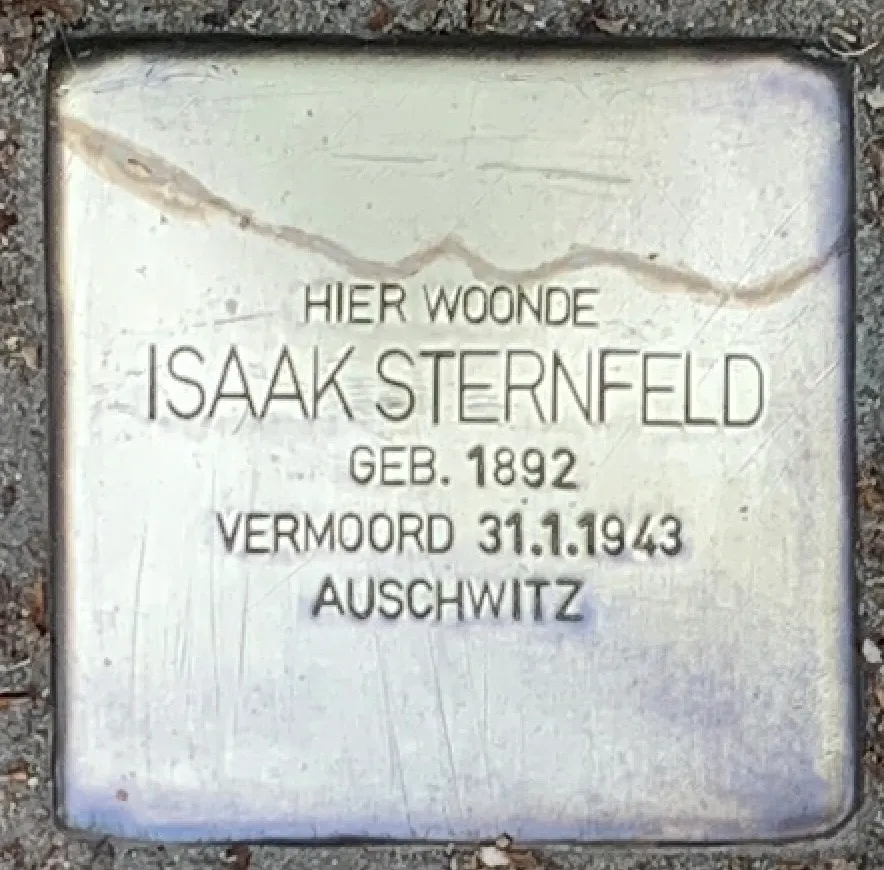 HIER WOONDE
ISAAK STERNFELD
GEB. 1892
VERMOORD 31.1.1943
AUSCHWITZ